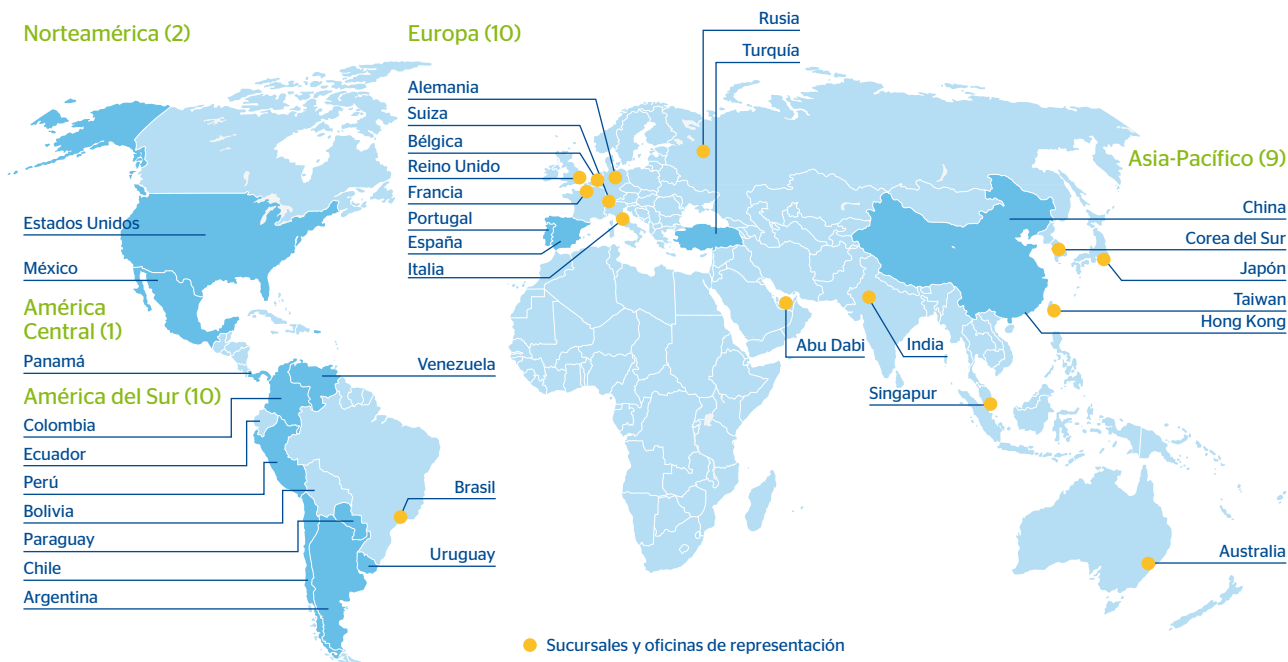 Norteamérica (2)
Estados Unidos
México
América
Central (1)
Panamá
América del Sur (10)
Colombia
Ecuador
Perú
Bolivia
Paraguay
Chile
Argentina
Venezuela
Brasil
Uruguay
Europa (10)
Rusia
Turquía
Alemania
Suiza
Bélgica
Reino Unido
Francia
Portugal
España
Italia
Asia-Pacífico (9)
China
Corea del Sur
Japón
Taiwan
Hong Kong
Abu Dabi
India
Singapur
Australia
Sucursales y oficinas de representación